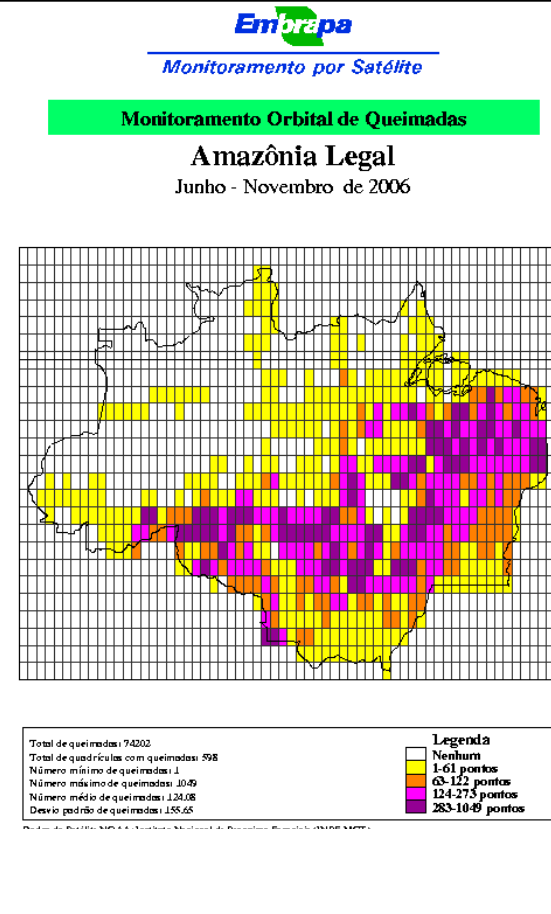 Embrapa
Monitoramento por Satélite
Monitoramento Orbital de Queimadas
Amazônia Legal
Junho - Novembro de 2006
Total de queimadas: 74202
Total de quadrículas com queimadas: 598
Número mínimo de queimadas: 1
Número máximo de queimadas: 1049
Número médio de queimadas: 124.08
Desvio padrão de queimadas: 155.65
Legenda
Nenhum
1-61 pontos
63-122 pontos
124-273 pontos
283-1049 pontos